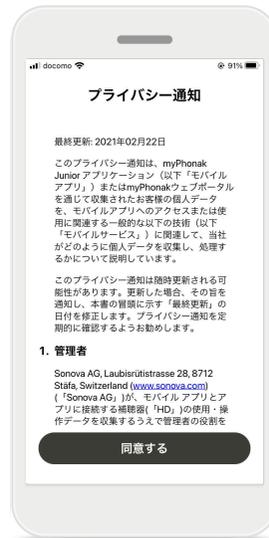 docomo
91%
プライバシー通知
最終更新: 2021年02月22日
このプライバシー通知は、myPhonak
Junior アプリケーション（以下「モバイル
アプリ」）またはmyPhonakウェブポータル
を通じて収集されたお客様の個人データ
を、モバイルアプリへのアクセスまたは使
用に関連する一般的な以下の技術（以下
「モバイルサービス」）に関連して、当社
がどのように個人データを収集し、処理す
るかについて説明しています。
このプライバシー通知は随時更新される可
能性があります。更新した場合、その旨を
通知し、本書の冒頭に示す「最終更新」の
日付を修正します。プライバシー通知を定
期的に確認するようお勧めします。
1. 管理者
Sonova AG, Laubisrütistrasse 28, 8712
Stäfa, Switzerland (www.sonova.com)
(「Sonova AG」)が、モバイル アプリとア
プリに接続する補聴器(「HD」)の使用・操
作データを収集するうえで管理者の役割を
同意する